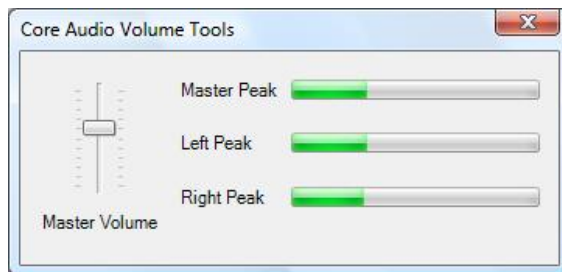 Core Audio Volume Tools
Master Peak
Left Peak
Right Peak
Master Volume